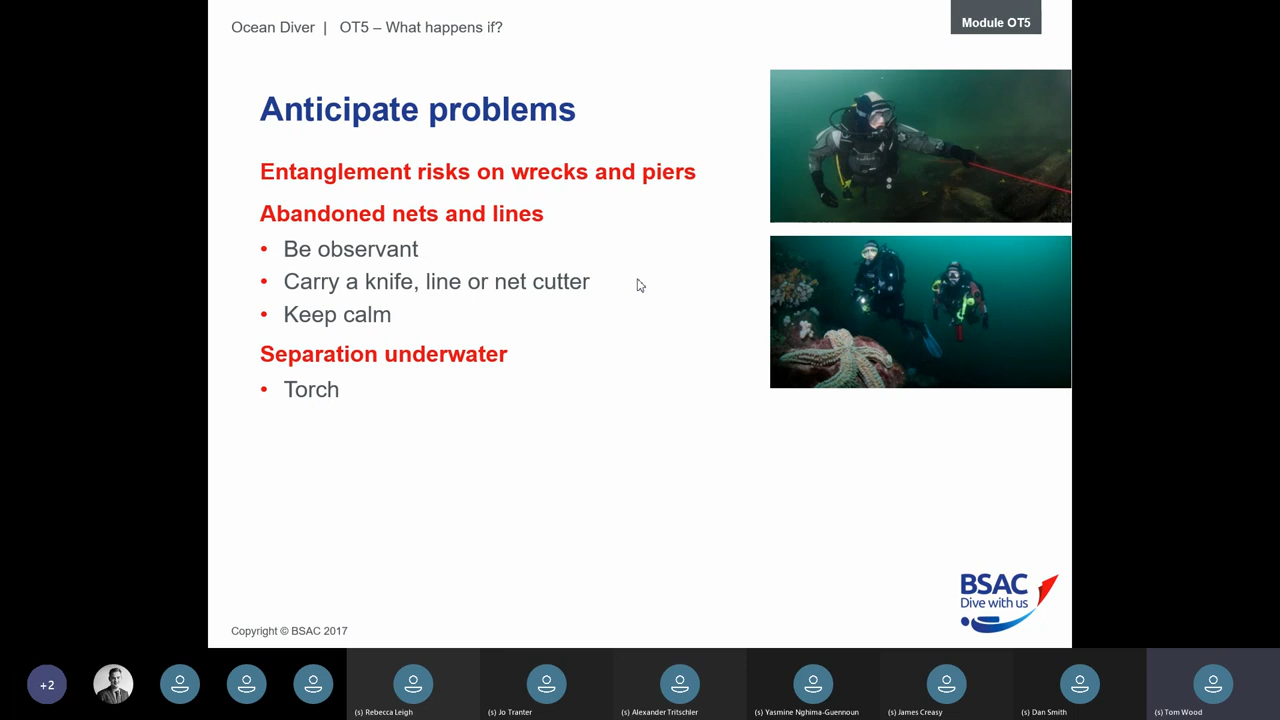 Ocean Diver | OT5 – What happens if?
Module OT5
Anticipate problems
Entanglement risks on wrecks and piers
Abandoned nets and lines
• Be observant
• Carry a knife, line or net cutter
• Keep calm
Separation underwater
• Torch
BSAC
Dive with us
Copyright © BSAC 2017
+2
(s) Rebecca Leigh
(s) Jo Tranter
(s) Alexander Tritschler
(s) Yasmine Nghima-Guennoun
(s) James Creasy
(s) Dan Smith
(s) Tom Wood